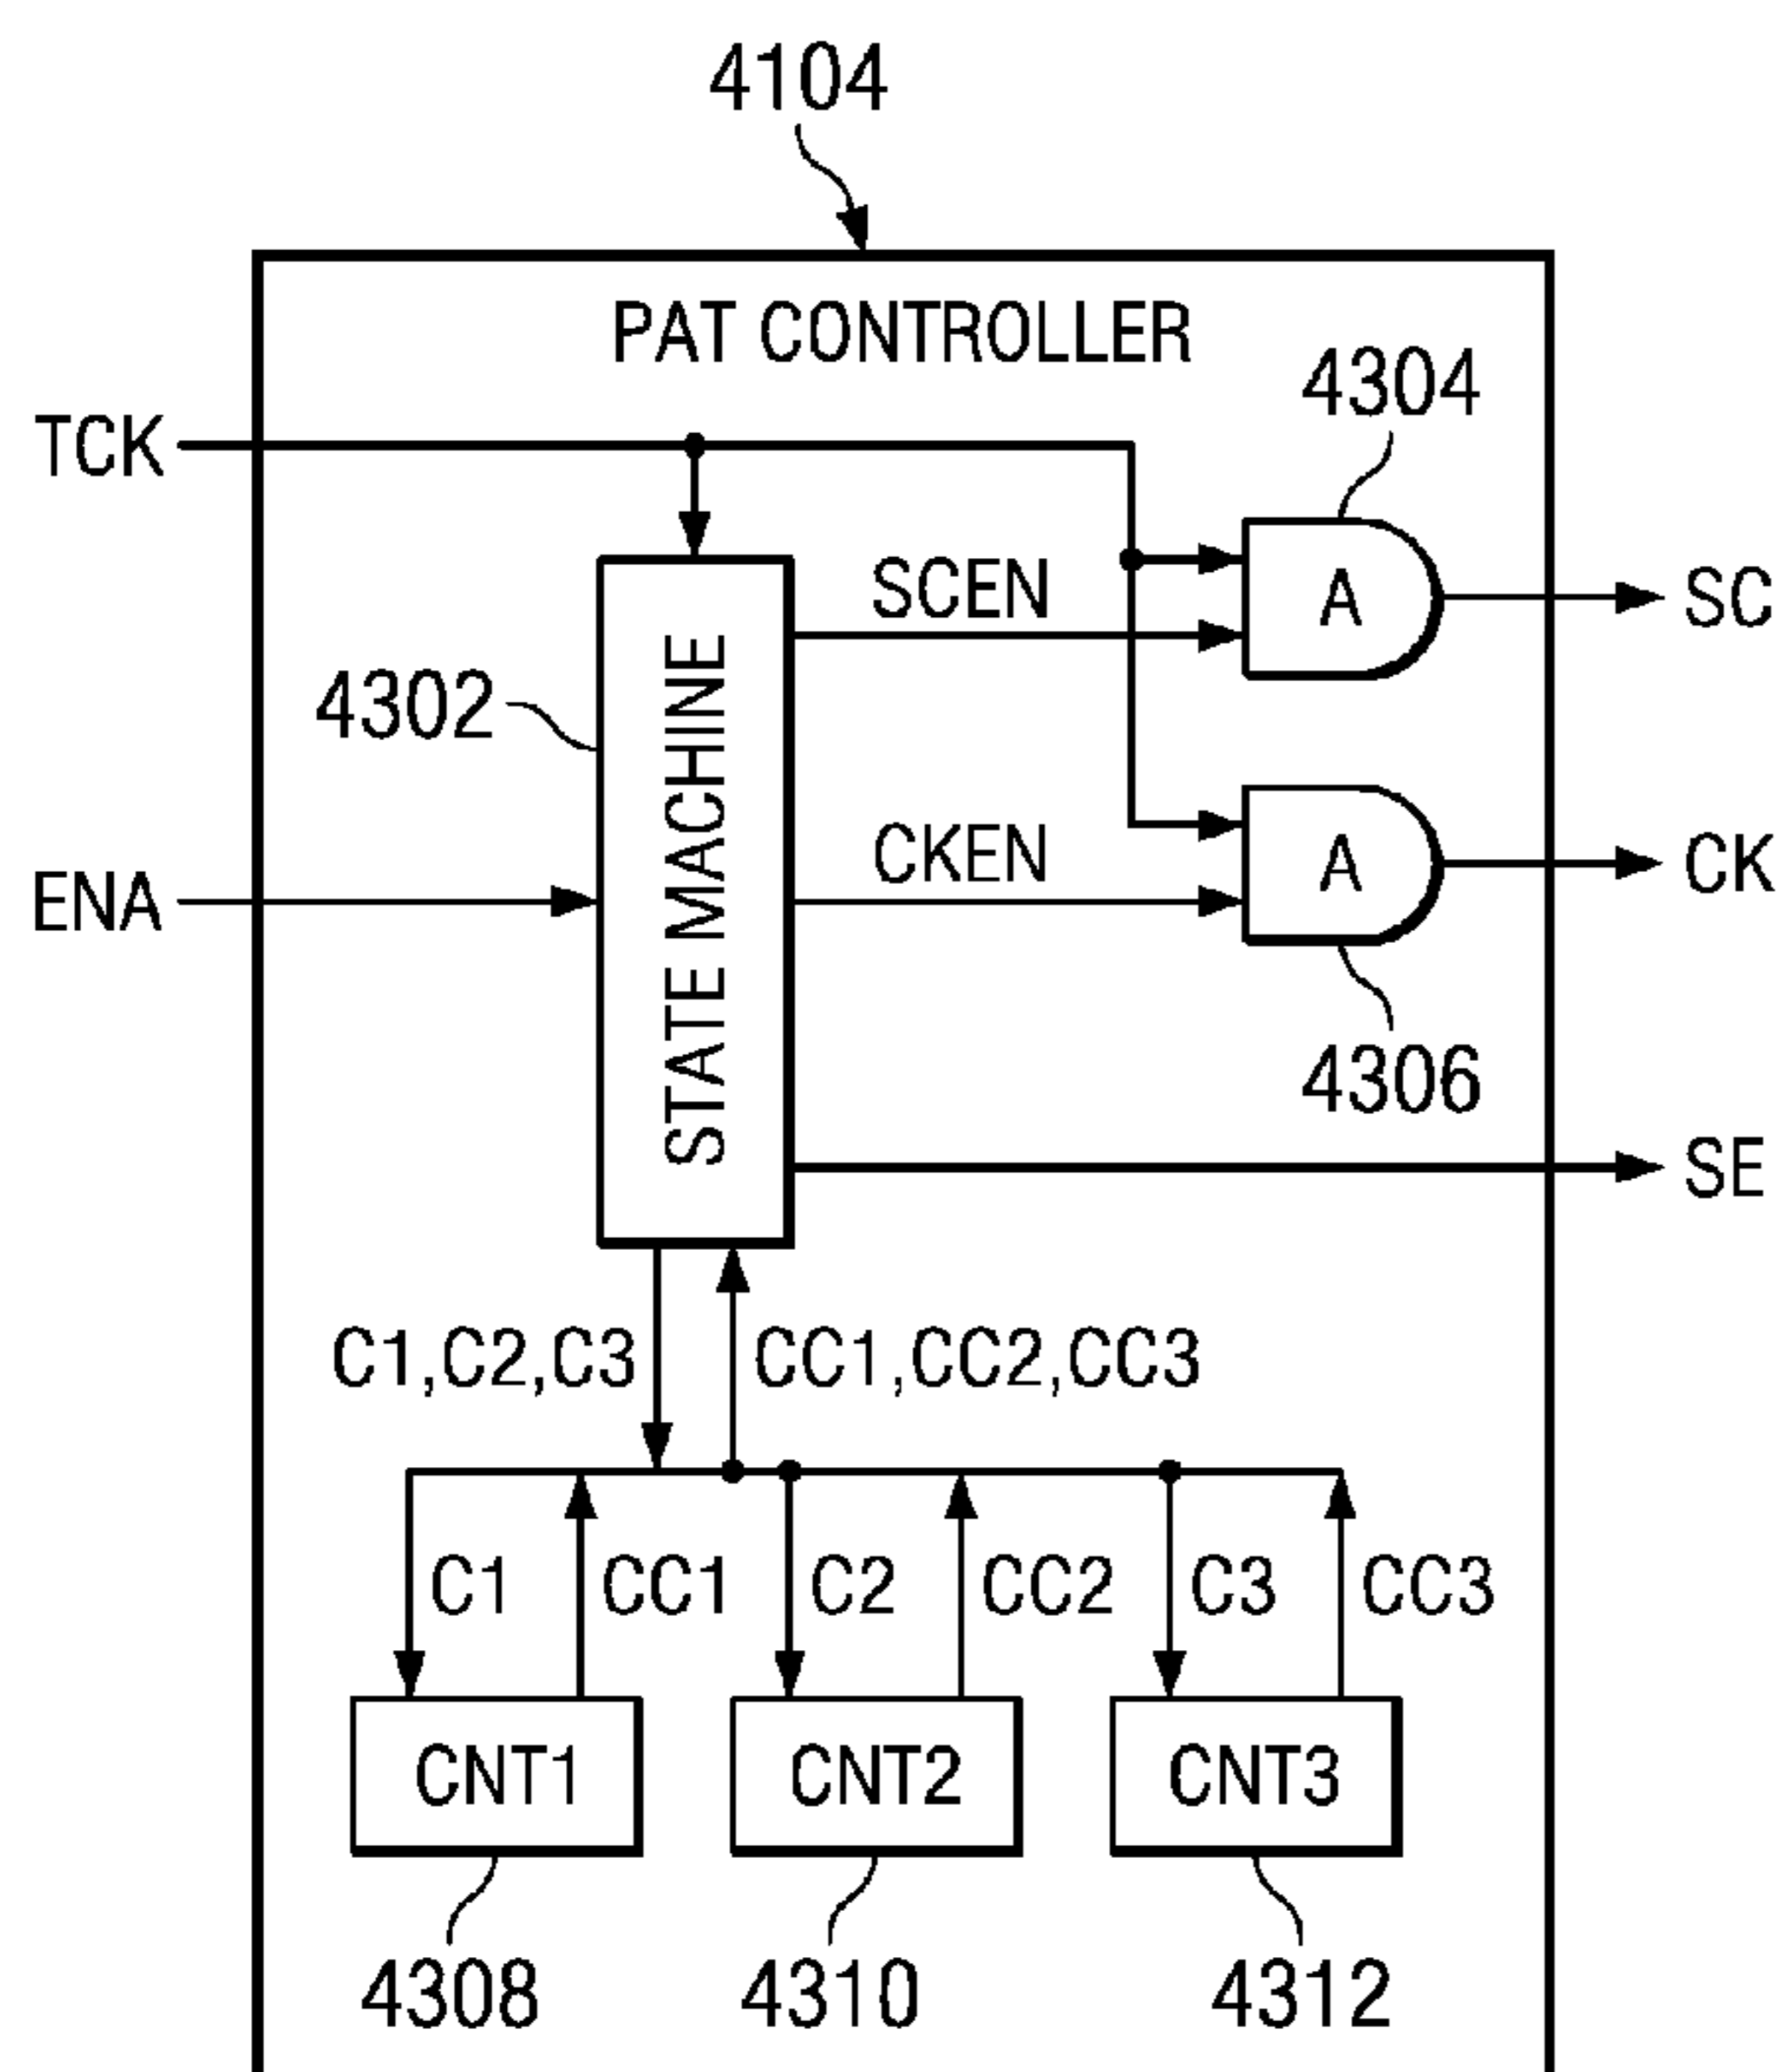 4104
PAT CONTROLLER
4304
TCK
SCEN
A
SC
4302
STATE MACHINE
CKEN
A
CK
ENA
4306
SE
C1,C2,C3
CC1,CC2,CC3
C1
CC1
C2
CC2
C3
CC3
CNT1
CNT2
CNT3
4308
4310
4312